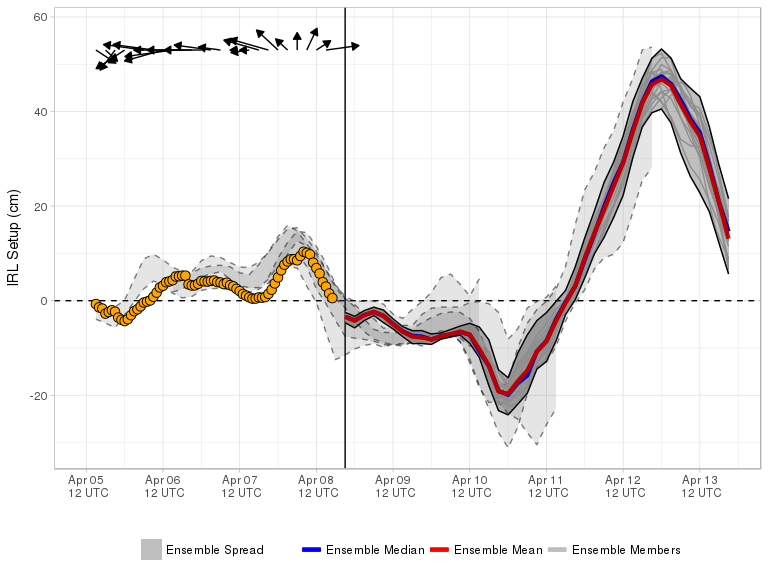 60
40
20
0
-20
IRL Setup (cm)
Apr 05 Apr 06 Apr 07 Apr 08 Apr 09 Apr 10 Apr 11 Apr 12 Apr 13
12 UTC 12 UTC 12 UTC 12 UTC 12 UTC 12 UTC 12 UTC 12 UTC 12 UTC
Ensemble Spread Ensemble Median Ensemble Mean Ensemble Members